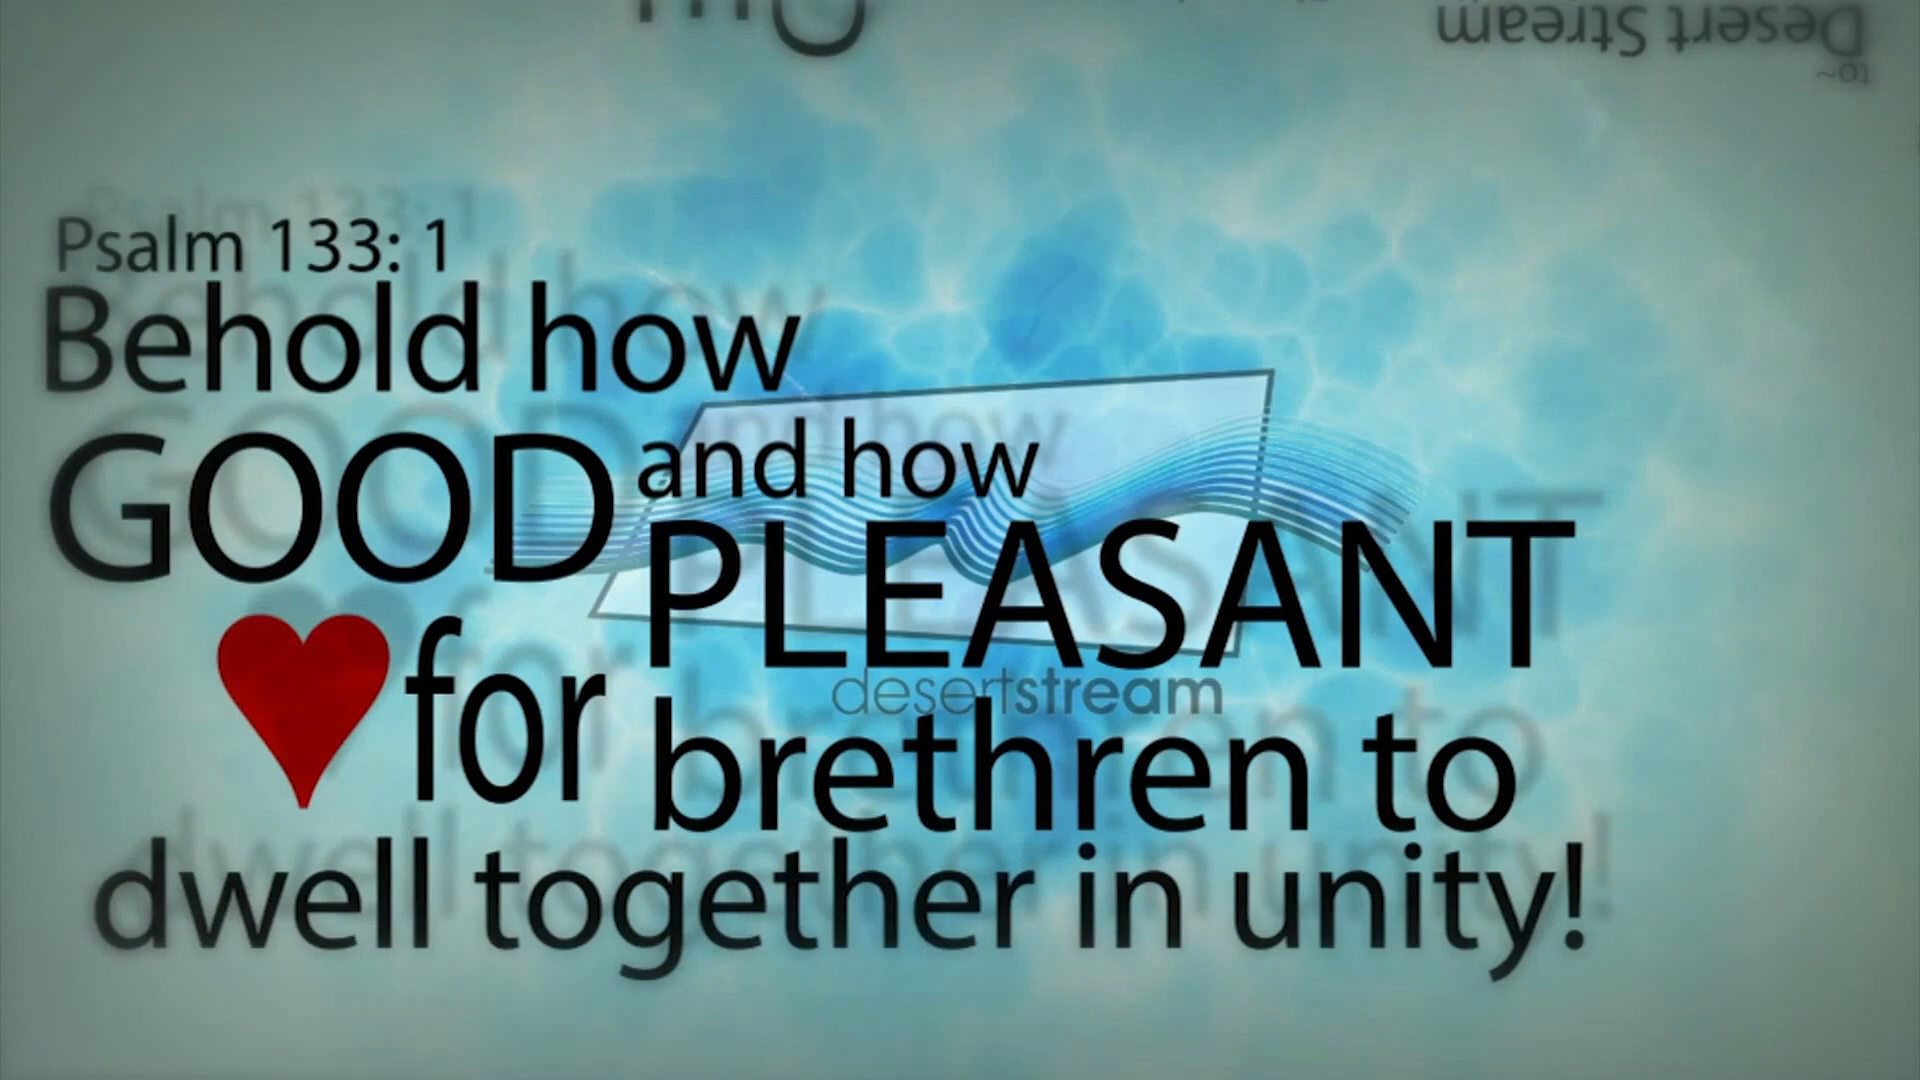 Desert Stream
to~
Psalm 133: 1
Behold how
GOOD and how
PLEASANT
for
desertstream
brethren to
dwell together in unity!